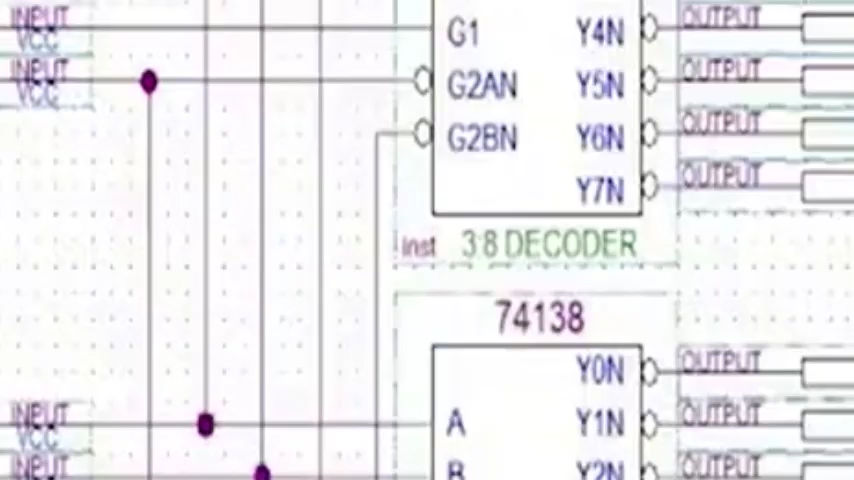 INPUT
VCC
G1 Y4N OUTPUT
INPUT
VCC
G2AN Y5N OUTPUT
G2BN Y6N OUTPUT
Y7N OUTPUT
inst 3:8 DECODER
74138
Y0N OUTPUT
INPUT
VCC
A Y1N OUTPUT
INPUT
B Y2N OUTPUT